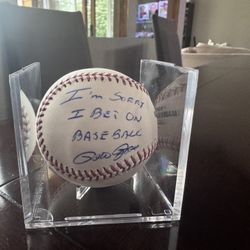 I'm SORRY
I BET ON
BASEBALL
Pete Rose